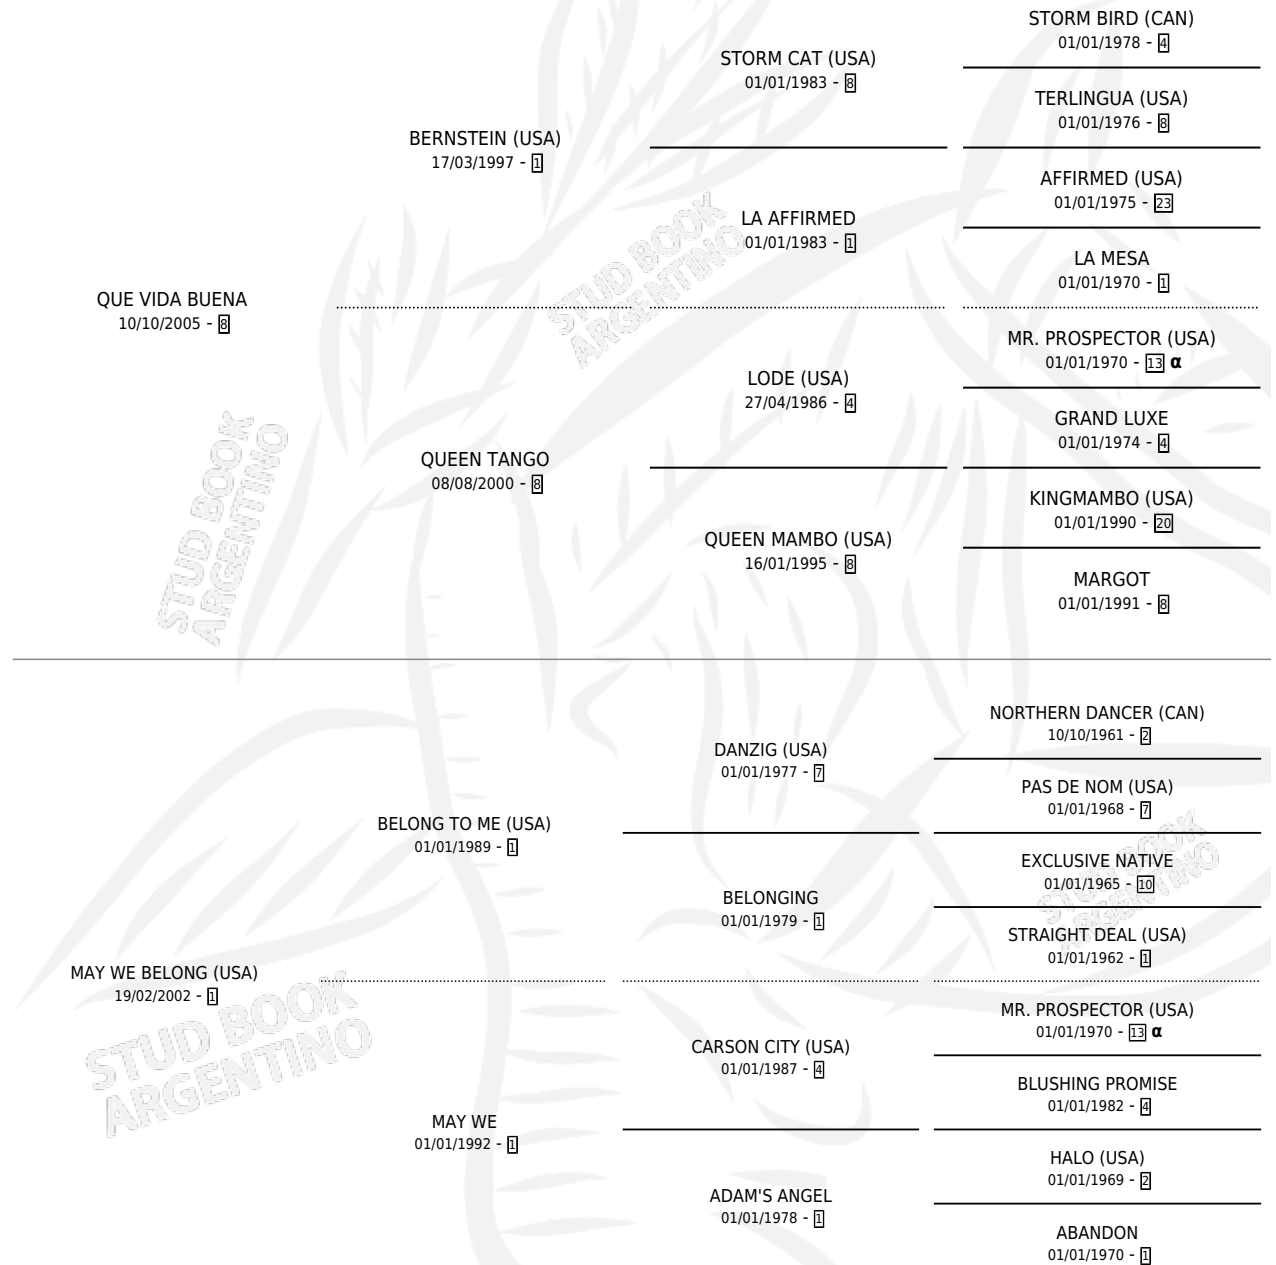 STORM BIRD (CAN)
01/01/1978 - 4
STORM CAT (USA)
01/01/1983 - 8
TERLINGUA (USA)
01/01/1976 - 8
BERNSTEIN (USA)
17/03/1997 - 1
AFFIRMED (USA)
01/01/1975 - 23
LA AFFIRMED
01/01/1983 - 1
LA MESA
01/01/1970 - 1
QUE VIDA BUENA
10/10/2005 - 8
MR. PROSPECTOR (USA)
01/01/1970 - 13 α
LODE (USA)
27/04/1986 - 4
GRAND LUXE
01/01/1974 - 4
QUEEN TANGO
08/08/2000 - 8
KINGMAMBO (USA)
01/01/1990 - 20
QUEEN MAMBO (USA)
16/01/1995 - 8
MARGOT
01/01/1991 - 8
NORTHERN DANCER (CAN)
10/10/1961 - 2
DANZIG (USA)
01/01/1977 - 7
PAS DE NOM (USA)
01/01/1968 - 7
BELONG TO ME (USA)
01/01/1989 - 1
EXCLUSIVE NATIVE
01/01/1965 - 10
BELONGING
01/01/1979 - 1
STRAIGHT DEAL (USA)
01/01/1962 - 1
MAY WE BELONG (USA)
19/02/2002 - 1
MR. PROSPECTOR (USA)
01/01/1970 - 13 α
CARSON CITY (USA)
01/01/1987 - 4
BLUSHING PROMISE
01/01/1982 - 4
MAY WE
01/01/1992 - 1
HALO (USA)
01/01/1969 - 2
ADAM'S ANGEL
01/01/1978 - 1
ABANDON
01/01/1970 - 1
STUD BOOK
ARGENTINO
STUD BOOK
ARGENTINO
STUD BOOK
ARGENTINO
STUD BOOK
ARGENTINO